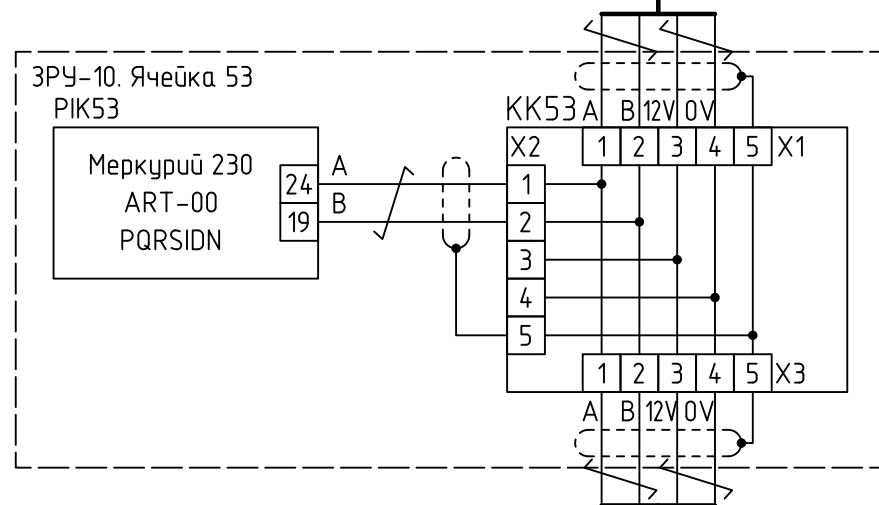 ЗРУ-10. Ячейка 53
PIK53
Меркурий 230
ART-00
PQRSIDN
24
19
A
B
КК53
A B 12V 0V
X2
1 2 3 4 5 X1
1
2
3
4
5
1 2 3 4 5 X3
A B 12V 0V